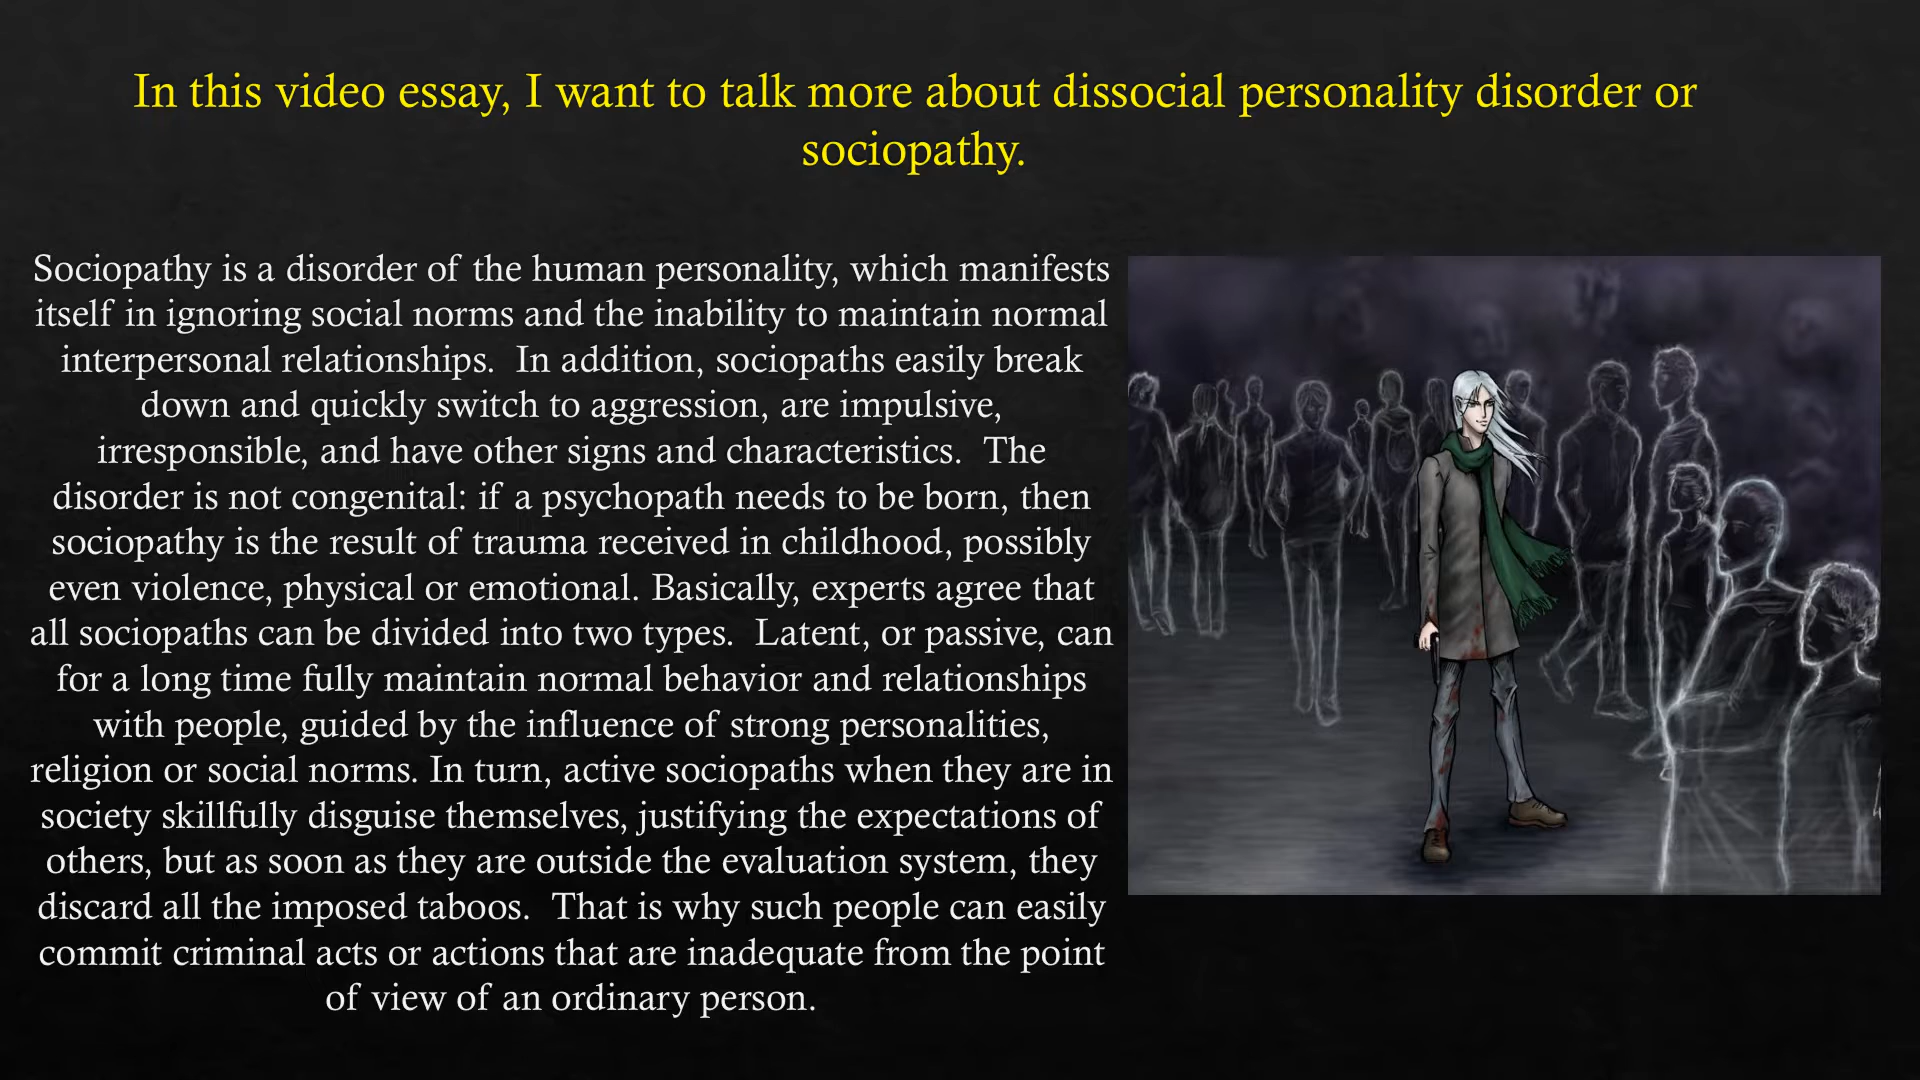 In this video essay, I want to talk more about dissocial personality disorder or
sociopathy.
Sociopathy is a disorder of the human personality, which manifests
itself in ignoring social norms and the inability to maintain normal
interpersonal relationships.  In addition, sociopaths easily break
down and quickly switch to aggression, are impulsive,
irresponsible, and have other signs and characteristics.  The
disorder is not congenital: if a psychopath needs to be born, then
sociopathy is the result of trauma received in childhood, possibly
even violence, physical or emotional. Basically, experts agree that
all sociopaths can be divided into two types.  Latent, or passive, can
for a long time fully maintain normal behavior and relationships
with people, guided by the influence of strong personalities,
religion or social norms. In turn, active sociopaths when they are in
society skillfully disguise themselves, justifying the expectations of
others, but as soon as they are outside the evaluation system, they
discard all the imposed taboos.  That is why such people can easily
commit criminal acts or actions that are inadequate from the point
of view of an ordinary person.